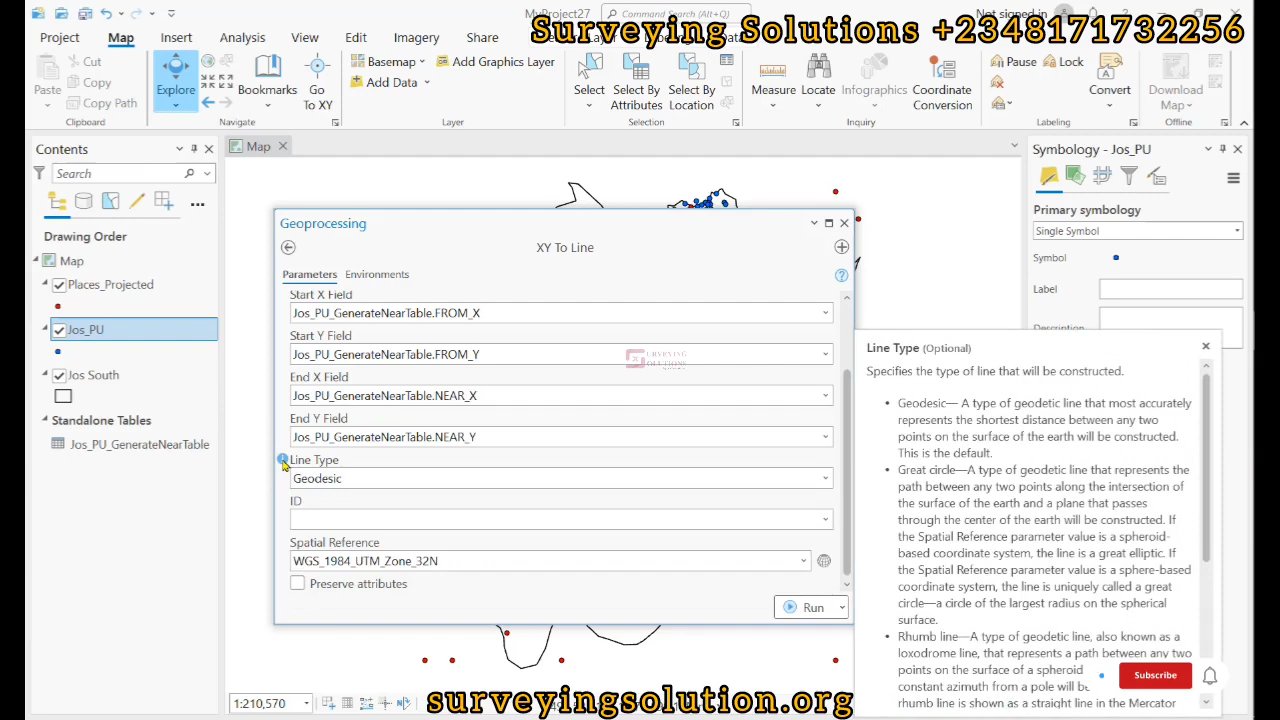 MyProject27
Command Search (Alt+Q)
Not signed in
Surveying Solutions +2348171732256
Project
Map
Insert
Analysis
View
Edit
Imagery
Share
Paste
Cut
Copy
Copy Path
Clipboard
Explore
Bookmarks
Go To XY
Navigate
Basemap
Add Data
Add Graphics Layer
Layer
Select
Select By Attributes
Select By Location
Selection
Measure
Locate
Infographics
Coordinate Conversion
Inquiry
Pause
Lock
Convert
Labeling
Download Map
Offline
Contents
Search
Drawing Order
Map
Places_Projected
Jos_PU
Jos South
Standalone Tables
Jos_PU_GenerateNearTable
Map
Geoprocessing
XY To Line
Parameters
Environments
Start X Field
Jos_PU_GenerateNearTable.FROM_X
Start Y Field
Jos_PU_GenerateNearTable.FROM_Y
SURVEYING
SOLUTIONS
End X Field
Jos_PU_GenerateNearTable.NEAR_X
End Y Field
Jos_PU_GenerateNearTable.NEAR_Y
Line Type
Geodesic
ID
Spatial Reference
WGS_1984_UTM_Zone_32N
Preserve attributes
Run
Symbology - Jos_PU
Primary symbology
Single Symbol
Symbol
Label
Description
Line Type (Optional)
Specifies the type of line that will be constructed.
• Geodesic— A type of geodetic line that most accurately
represents the shortest distance between any two
points on the surface of the earth will be constructed.
This is the default.
• Great circle—A type of geodetic line that represents the
path between any two points along the intersection of
the surface of the earth and a plane that passes
through the center of the earth will be constructed. If
the Spatial Reference parameter value is a spheroid-
based coordinate system, the line is a great elliptic. If
the Spatial Reference parameter value is a sphere-based
coordinate system, the line is uniquely called a great
circle—a circle of the largest radius on the spherical
surface.
• Rhumb line—A type of geodetic line, also known as a
loxodrome line, that represents a path between any two
points on the surface of a spheroid
constant azimuth from a pole will be
rhumb line is shown as a straight line in the Mercator
Subscribe
1:210,570
surveyingsolution.org